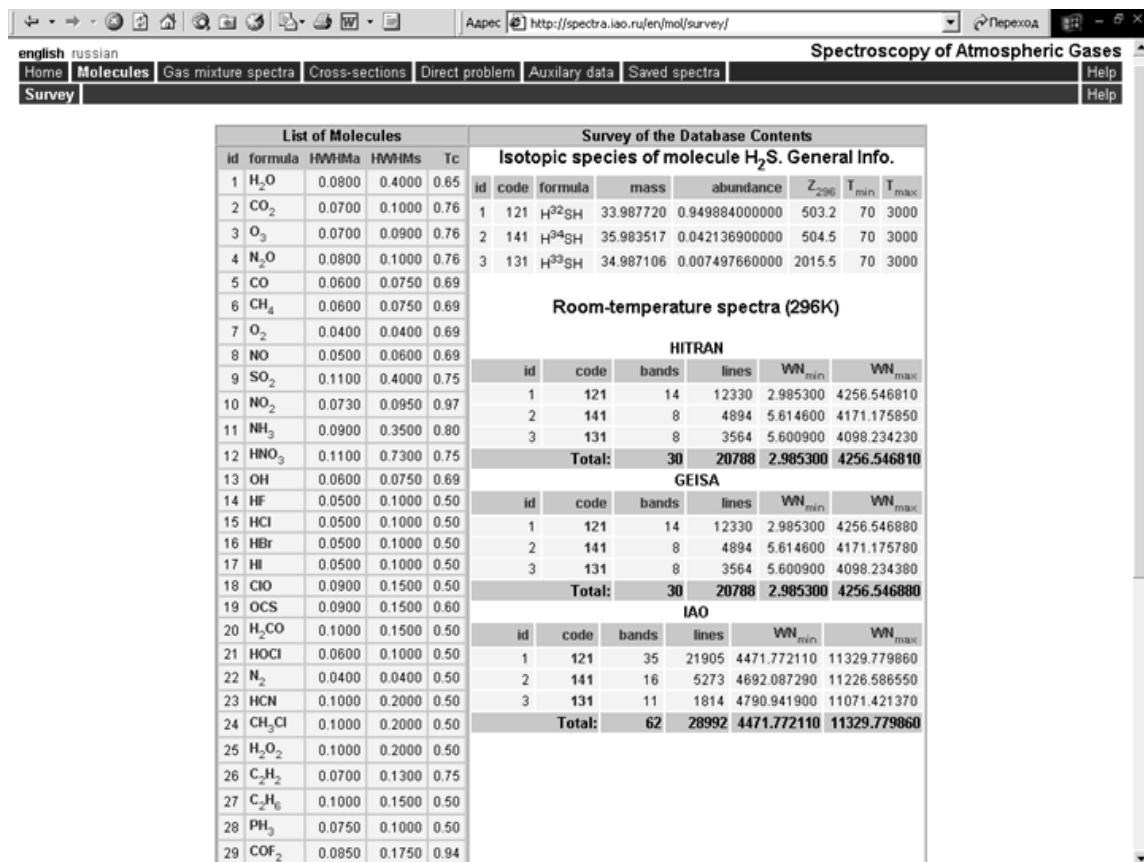 Адрес http://spectra.iao.ru/en/mol/survey/ Переход
english russian Spectroscopy of Atmospheric Gases
Home Molecules Gas mixture spectra Cross-sections Direct problem Auxilary data Saved spectra Help
Survey Help
List of Molecules
id formula HWHMa HWHMs Tc
1 H2O 0.0800 0.4000 0.65
2 CO2 0.0700 0.1000 0.76
3 O3 0.0700 0.0900 0.76
4 N2O 0.0800 0.1000 0.76
5 CO 0.0600 0.0750 0.69
6 CH4 0.0600 0.0750 0.69
7 O2 0.0400 0.0400 0.69
8 NO 0.0500 0.0600 0.69
9 SO2 0.1100 0.4000 0.75
10 NO2 0.0730 0.0950 0.97
11 NH3 0.0900 0.3500 0.80
12 HNO3 0.1100 0.7300 0.75
13 OH 0.0600 0.0750 0.69
14 HF 0.0500 0.1000 0.50
15 HCl 0.0500 0.1000 0.50
16 HBr 0.0500 0.1000 0.50
17 HI 0.0500 0.1000 0.50
18 ClO 0.0900 0.1500 0.50
19 OCS 0.0900 0.1500 0.60
20 H2CO 0.1000 0.1500 0.50
21 HOCl 0.0600 0.1000 0.50
22 N2 0.0400 0.0400 0.50
23 HCN 0.1000 0.2000 0.50
24 CH3Cl 0.1000 0.2000 0.50
25 H2O2 0.1000 0.2000 0.50
26 C2H2 0.0700 0.1300 0.75
27 C2H6 0.1000 0.1500 0.50
28 PH3 0.0750 0.1000 0.50
29 COF2 0.0850 0.1750 0.94
Survey of the Database Contents
Isotopic species of molecule H2S. General Info.
id code formula mass abundance Z296 Tmin Tmax
1 121 H32SH 33.987720 0.949884000000 503.2 70 3000
2 141 H34SH 35.983517 0.042136900000 504.5 70 3000
3 131 H33SH 34.987106 0.007497660000 2015.5 70 3000
Room-temperature spectra (296K)
HITRAN
id code bands lines WNmin WNmax
1 121 14 12330 2.985300 4256.546810
2 141 8 4894 5.614600 4171.175850
3 131 8 3564 5.600900 4098.234230
Total: 30 20788 2.985300 4256.546810
GEISA
id code bands lines WNmin WNmax
1 121 14 12330 2.985300 4256.546880
2 141 8 4894 5.614600 4171.175780
3 131 8 3564 5.600900 4098.234380
Total: 30 20788 2.985300 4256.546880
IAO
id code bands lines WNmin WNmax
1 121 35 21905 4471.772110 11329.779860
2 141 16 5273 4692.087290 11226.586550
3 131 11 1814 4790.941900 11071.421370
Total: 62 28992 4471.772110 11329.779860